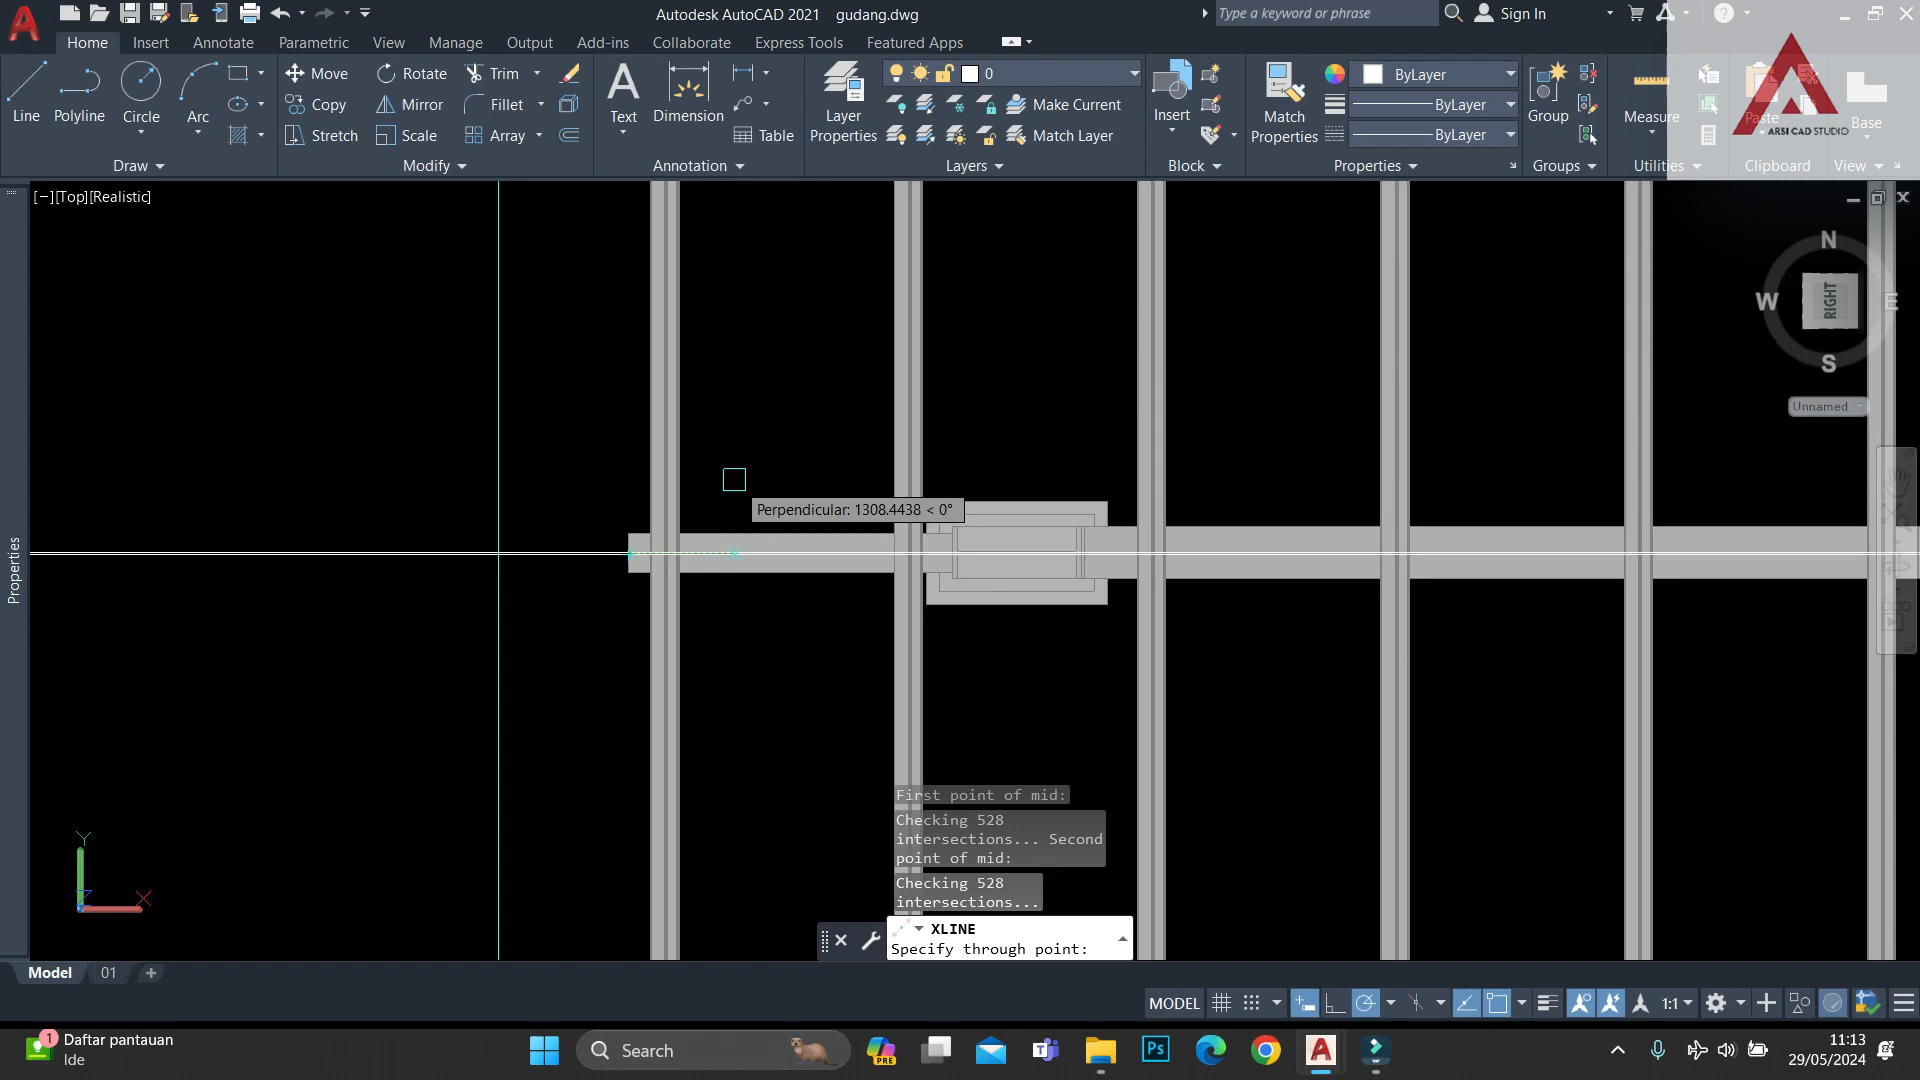 Autodesk AutoCAD 2021 gudang.dwg
Type a keyword or phrase
Sign In
Home Insert Annotate Parametric View Manage Output Add-ins Collaborate Express Tools Featured Apps
Line Polyline Circle Arc
Draw
Move Rotate Trim
Copy Mirror Fillet
Stretch Scale Array
Modify
Text Dimension Table
Annotation
Layer
Properties
0
Make Current
Match Layer
Layers
Insert
Block
Match
Properties
ByLayer
ByLayer
ByLayer
Properties
Group
Groups
Measure
Utilities
Paste
Clipboard
Base
View
ARSI CAD STUDIO
[−][Top][Realistic]
N
W RIGHT E
S
Unnamed
Properties
Perpendicular: 1308.4438 < 0°
Y
Z X
First point of mid:
Checking 528
intersections... Second
point of mid:
Checking 528
intersections...
XLINE
Specify through point:
Model 01
MODEL 1:1
1 Daftar pantauan
Ide
Search
PRE
Ps
11:13
29/05/2024